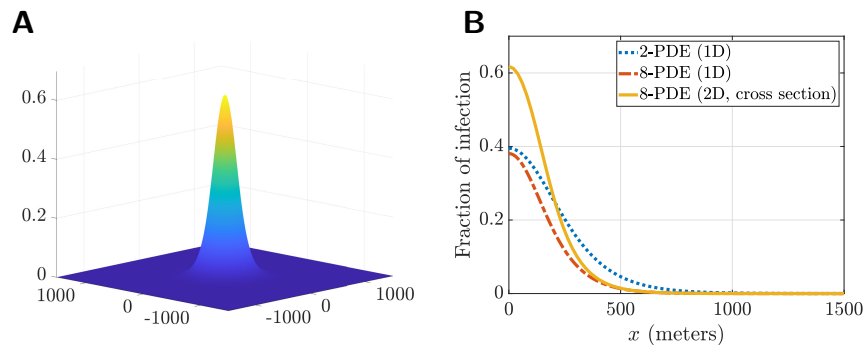 A
0.6
0.4
0.2
0
1000
0
-1000
-1000
0
1000
B
2-PDE (1D)
8-PDE (1D)
8-PDE (2D, cross section)
Fraction of infection
0.6
0.4
0.2
0
0 500 1000 1500
x (meters)